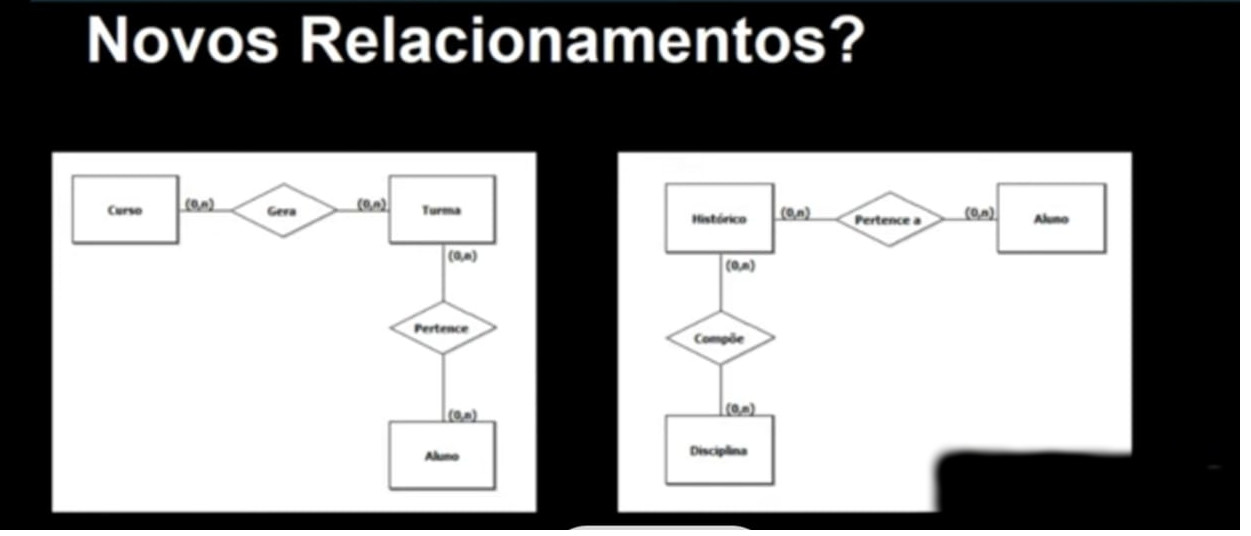 Novos Relacionamentos?
Curso (0,n) Gera (0,n) Turma
(0,n)
Pertence
(0,n)
Aluno
Histórico (0,n) Pertence a (0,n) Aluno
(0,n)
Compõe
(0,n)
Disciplina